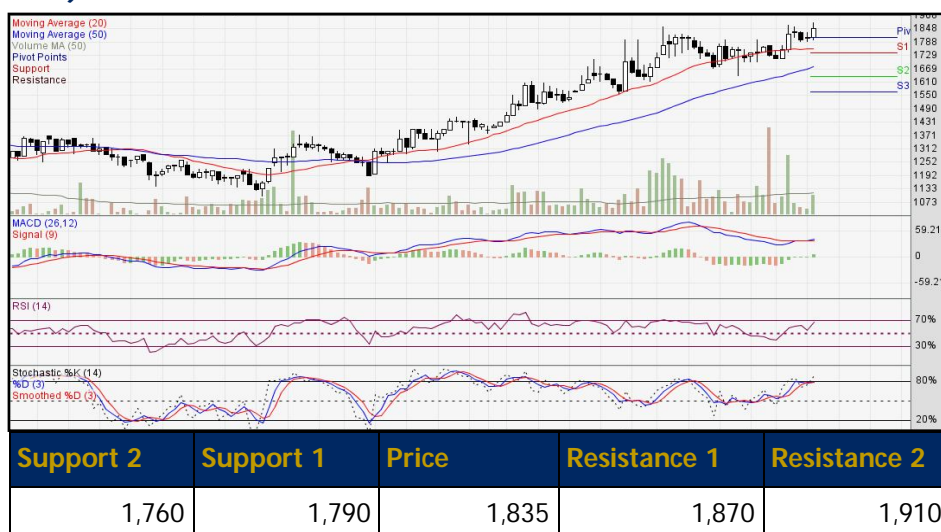 Moving Average (20)
Moving Average (50)
Volume MA (50)
Pivot Points
Support
Resistance
1908
1848
1788
1729
1669
1610
1550
1490
1431
1371
1312
1252
1192
1133
1073
Piv
S1
S2
S3
MACD (26,12)
Signal (9)
59.21
0
-59.21
RSI (14)
70%
30%
Stochastic %K (14)
%D (3)
Smoothed %D (3)
80%
20%
Support 2 Support 1 Price Resistance 1 Resistance 2
1,760 1,790 1,835 1,870 1,910